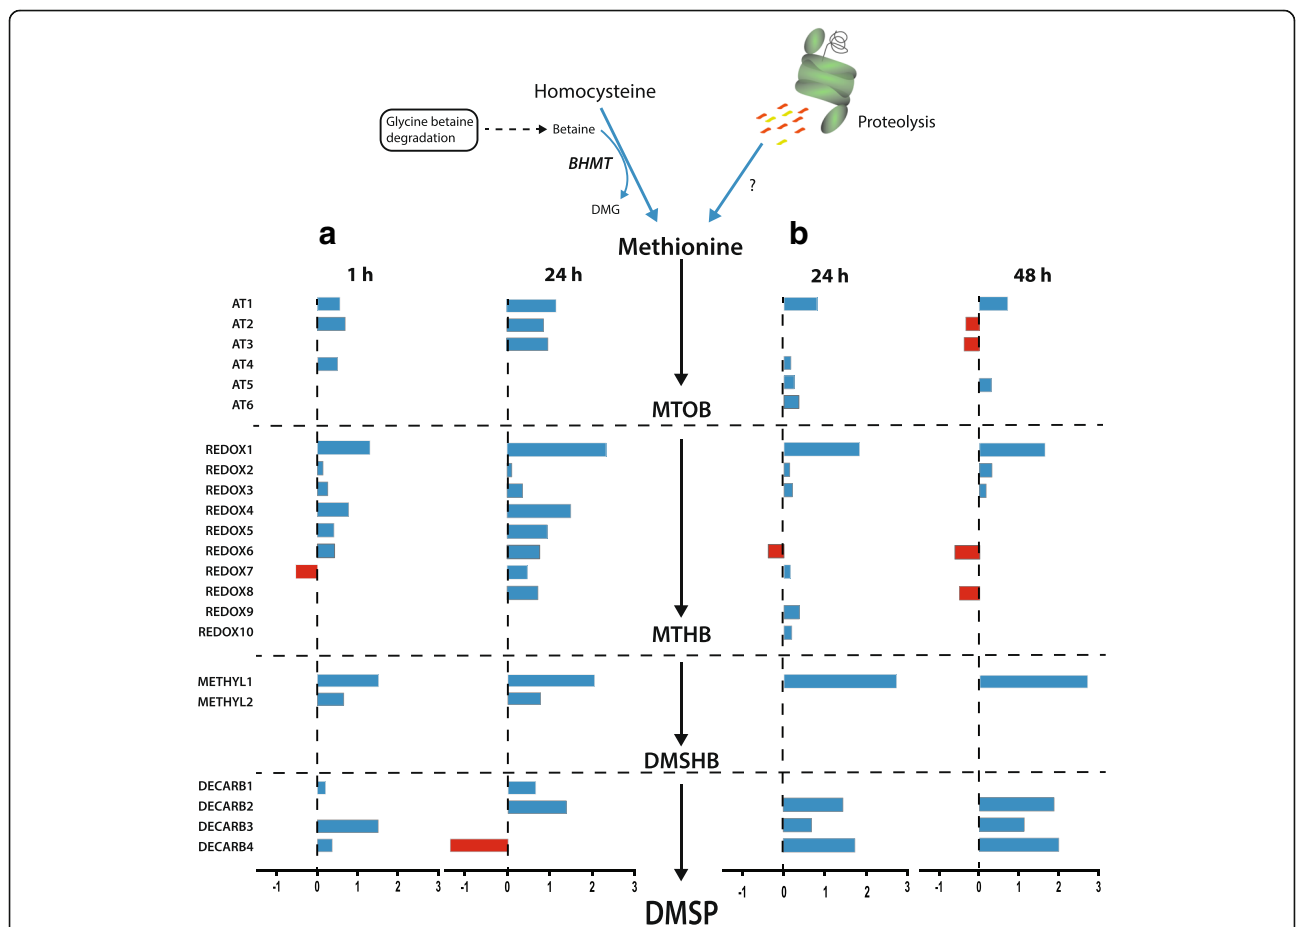 Homocysteine
Glycine betaine
degradation
Betaine
BHMT
DMG
Proteolysis
?
a
b
Methionine
1 h
24 h
24 h
48 h
AT1
AT2
AT3
AT4
AT5
AT6
MTOB
REDOX1
REDOX2
REDOX3
REDOX4
REDOX5
REDOX6
REDOX7
REDOX8
REDOX9
REDOX10
MTHB
METHYL1
METHYL2
DMSHB
DECARB1
DECARB2
DECARB3
DECARB4
-1 0 1 2 3 -1 0 1 2 3 -1 0 1 2 3 -1 0 1 2 3
DMSP